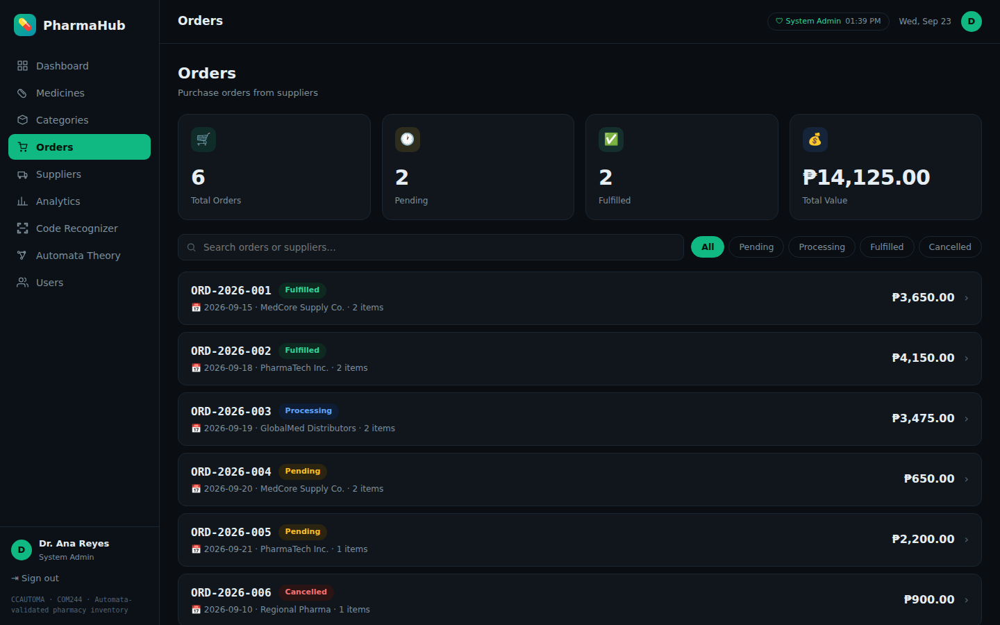 PharmaHub
Dashboard
Medicines
Categories
Orders
Suppliers
Analytics
Code Recognizer
Automata Theory
Users
D
Dr. Ana Reyes
System Admin
⇥ Sign out
CCAUTOMA · COM244 · Automata-
validated pharmacy inventory
Orders
System Admin 01:39 PM
Wed, Sep 23
D
Orders
Purchase orders from suppliers
6
Total Orders
2
Pending
2
Fulfilled
₱14,125.00
Total Value
Search orders or suppliers...
All
Pending
Processing
Fulfilled
Cancelled
ORD-2026-001 Fulfilled
2026-09-15 · MedCore Supply Co. · 2 items
₱3,650.00 ›
ORD-2026-002 Fulfilled
2026-09-18 · PharmaTech Inc. · 2 items
₱4,150.00 ›
ORD-2026-003 Processing
2026-09-19 · GlobalMed Distributors · 2 items
₱3,475.00 ›
ORD-2026-004 Pending
2026-09-20 · MedCore Supply Co. · 2 items
₱650.00 ›
ORD-2026-005 Pending
2026-09-21 · PharmaTech Inc. · 1 items
₱2,200.00 ›
ORD-2026-006 Cancelled
2026-09-10 · Regional Pharma · 1 items
₱900.00 ›